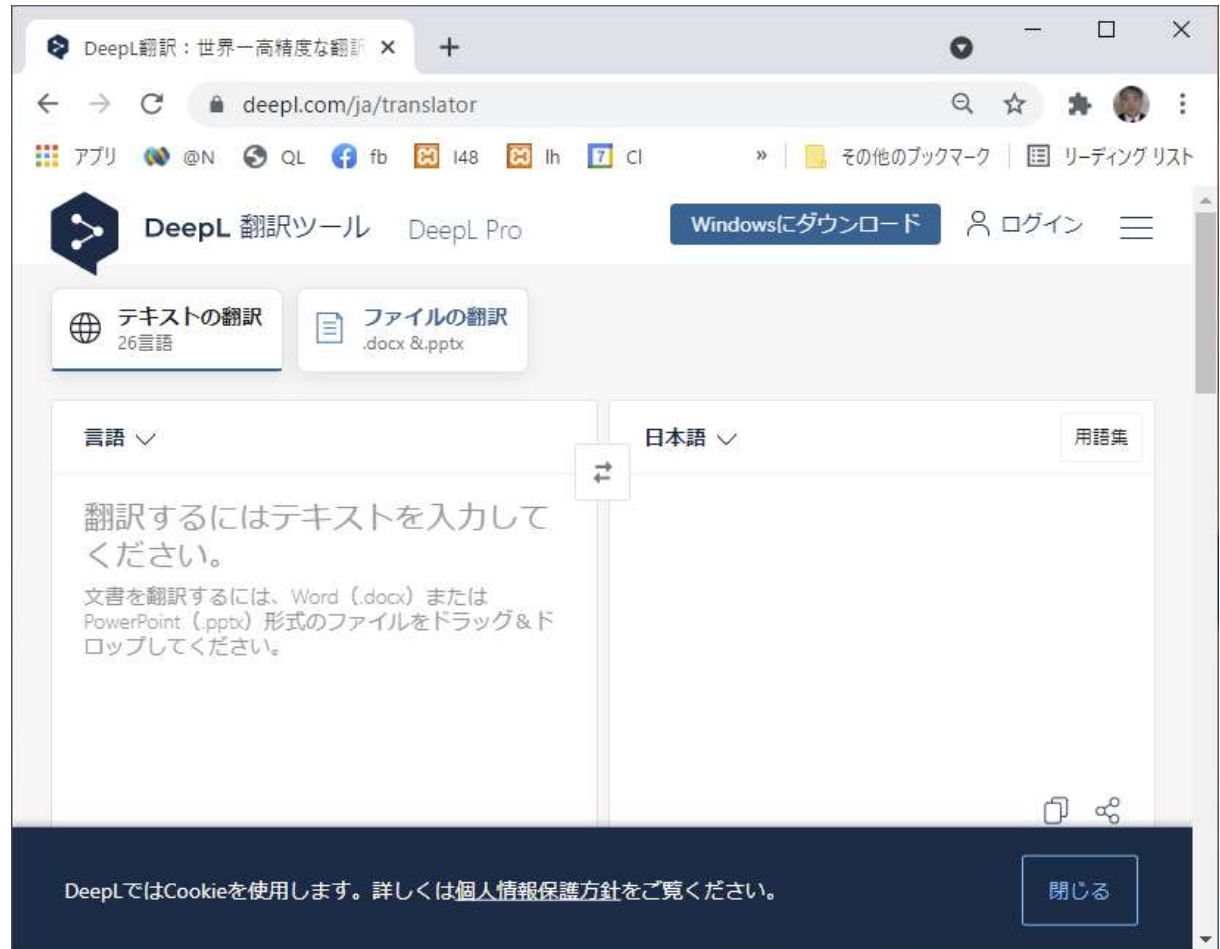 DeepL翻訳：世界一高精度な翻訳
deepl.com/ja/translator
アプリ @N QL fb I48 lh 7 Cl » その他のブックマーク リーディング リスト
DeepL 翻訳ツール DeepL Pro Windowsにダウンロード ログイン
テキストの翻訳
26言語
ファイルの翻訳
.docx &.pptx
言語
日本語 用語集
翻訳するにはテキストを入力して
ください。
文書を翻訳するには、Word（.docx）または
PowerPoint（.pptx）形式のファイルをドラッグ＆ド
ロップしてください。
DeepLではCookieを使用します。詳しくは個人情報保護方針をご覧ください。 閉じる